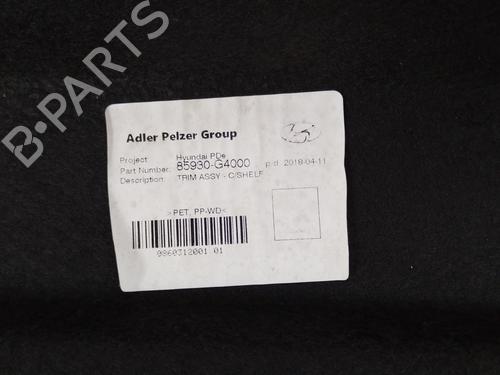 Adler Pelzer Group
Project: Hyundai PDe
Part Number: 85930-G4000 p.d. 2018-04-11
Description: TRIM ASSY - C/SHELF
>PET, PP-WD<
0860312001 01
B-PARTS